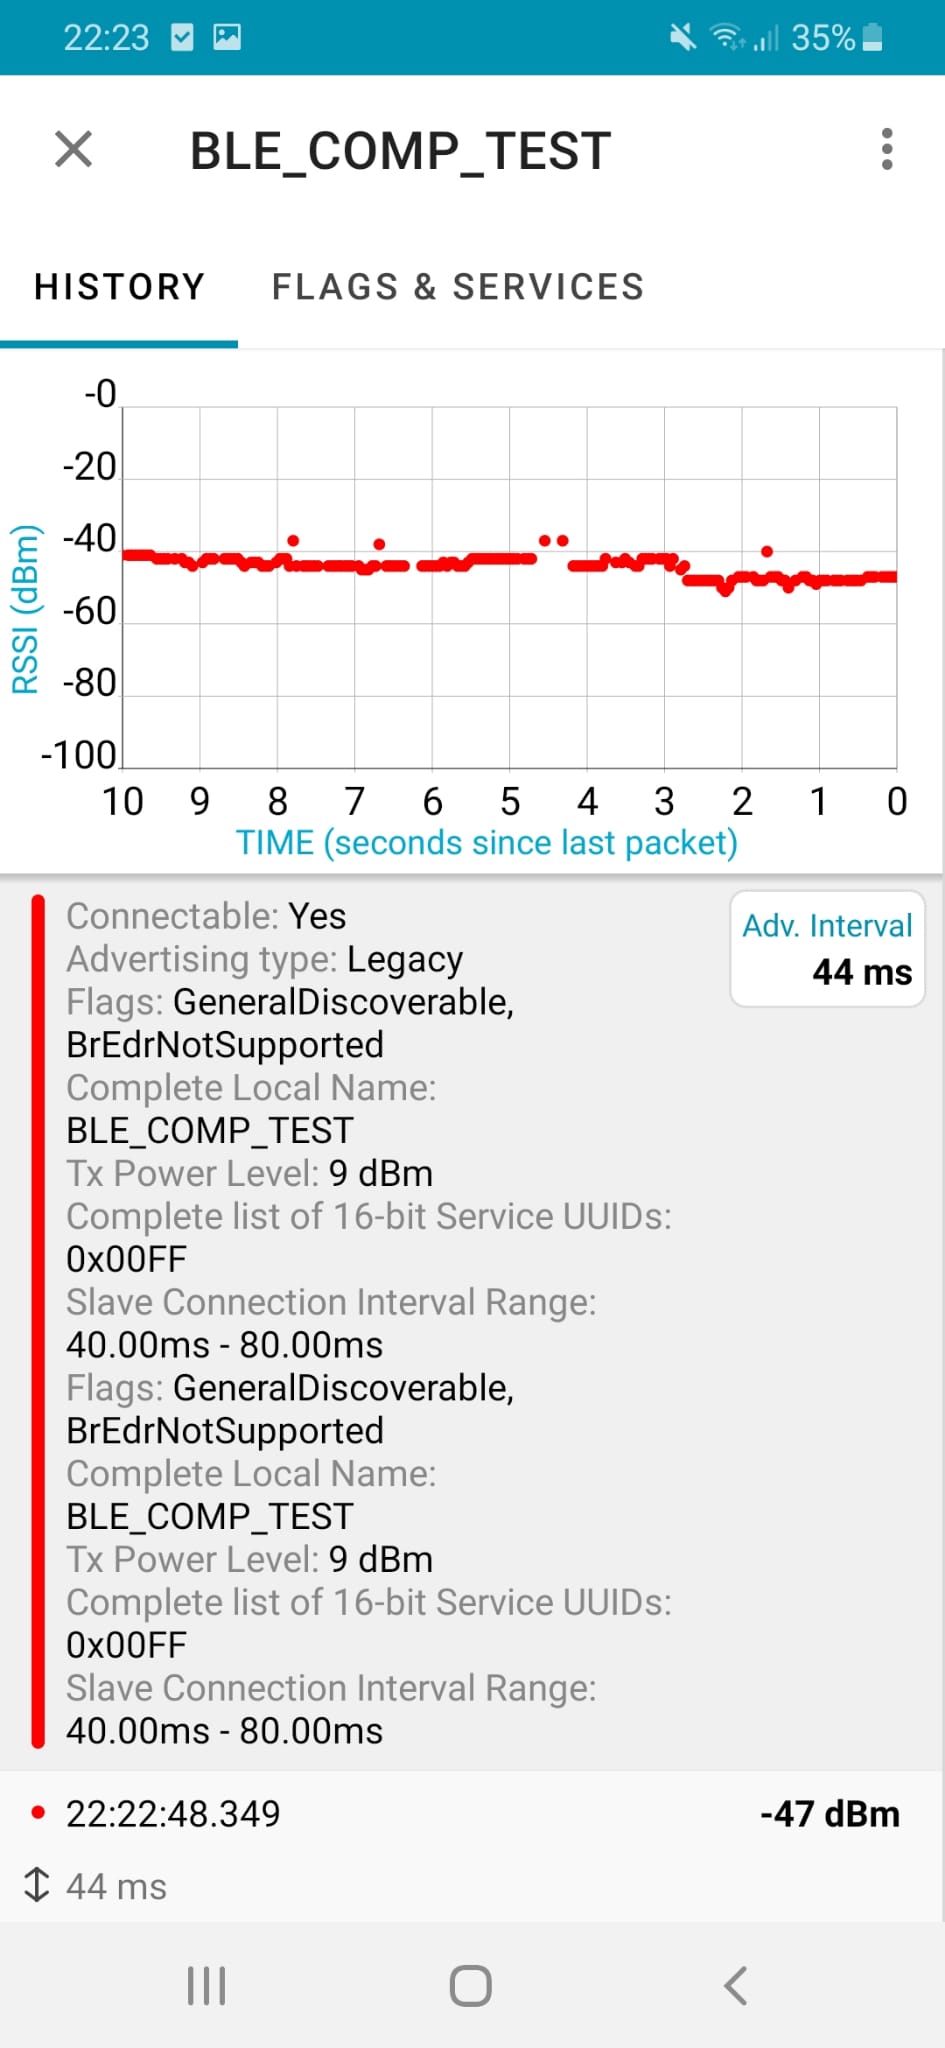 22:23
35%
BLE_COMP_TEST
HISTORY
FLAGS & SERVICES
RSSI (dBm)
-0
-20
-40
-60
-80
-100
10 9 8 7 6 5 4 3 2 1 0
TIME (seconds since last packet)
Adv. Interval
44 ms
Connectable: Yes
Advertising type: Legacy
Flags: GeneralDiscoverable,
BrEdrNotSupported
Complete Local Name:
BLE_COMP_TEST
Tx Power Level: 9 dBm
Complete list of 16-bit Service UUIDs:
0x00FF
Slave Connection Interval Range:
40.00ms - 80.00ms
Flags: GeneralDiscoverable,
BrEdrNotSupported
Complete Local Name:
BLE_COMP_TEST
Tx Power Level: 9 dBm
Complete list of 16-bit Service UUIDs:
0x00FF
Slave Connection Interval Range:
40.00ms - 80.00ms
22:22:48.349
-47 dBm
44 ms